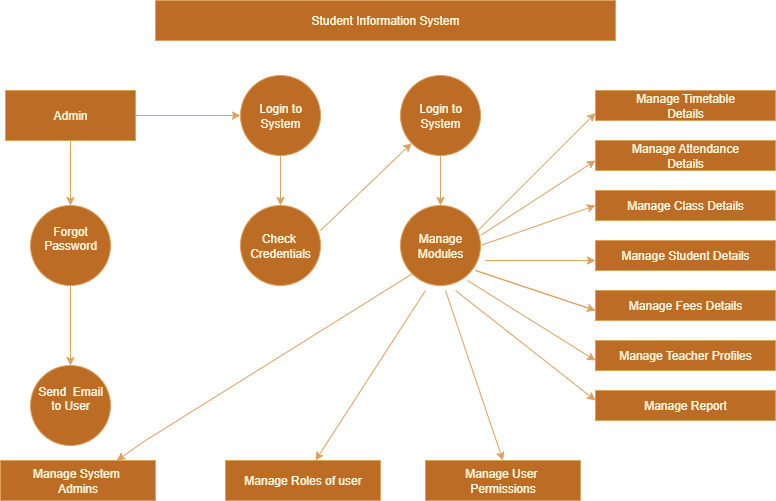 Student Information System
Admin
Login to
System
Login to
System
Manage Timetable
Details
Manage Attendance
Details
Manage Class Details
Forgot
Password
Check
Credentials
Manage
Modules
Manage Student Details
Manage Fees Details
Manage Teacher Profiles
Manage Report
Send Email
to User
Manage System
Admins
Manage Roles of user
Manage User
Permissions